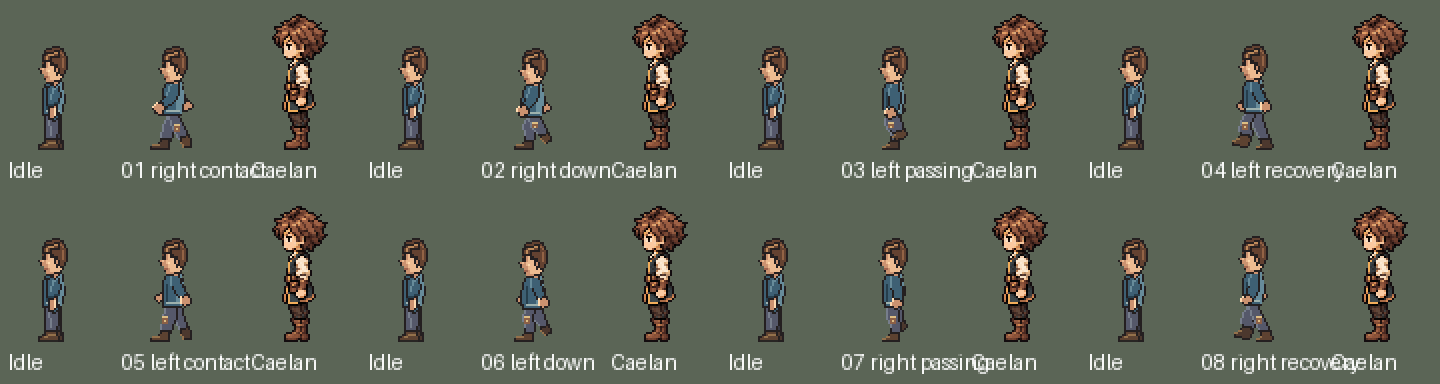 Idle 01 right contact Caelan Idle 02 right down Caelan Idle 03 left passing Caelan Idle 04 left recovery Caelan
Idle 05 left contact Caelan Idle 06 left down Caelan Idle 07 right passing Caelan Idle 08 right recovery Caelan